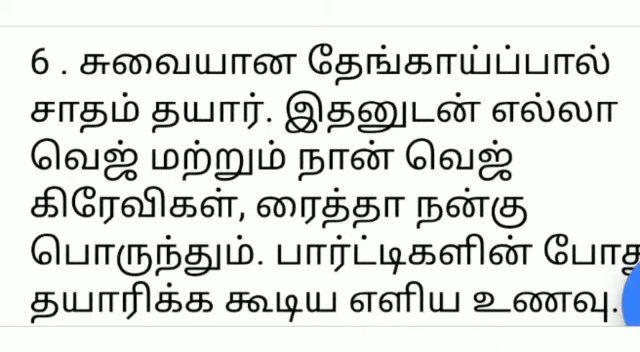 6 . சுவையான தேங்காய்ப்பால்
சாதம் தயார். இதனுடன் எல்லா
வெஜ் மற்றும் நான் வெஜ்
கிரேவிகள், ரைத்தா நன்கு
பொருந்தும். பார்ட்டிகளின்
தயாரிக்க கூடிய எளிய உணவு.